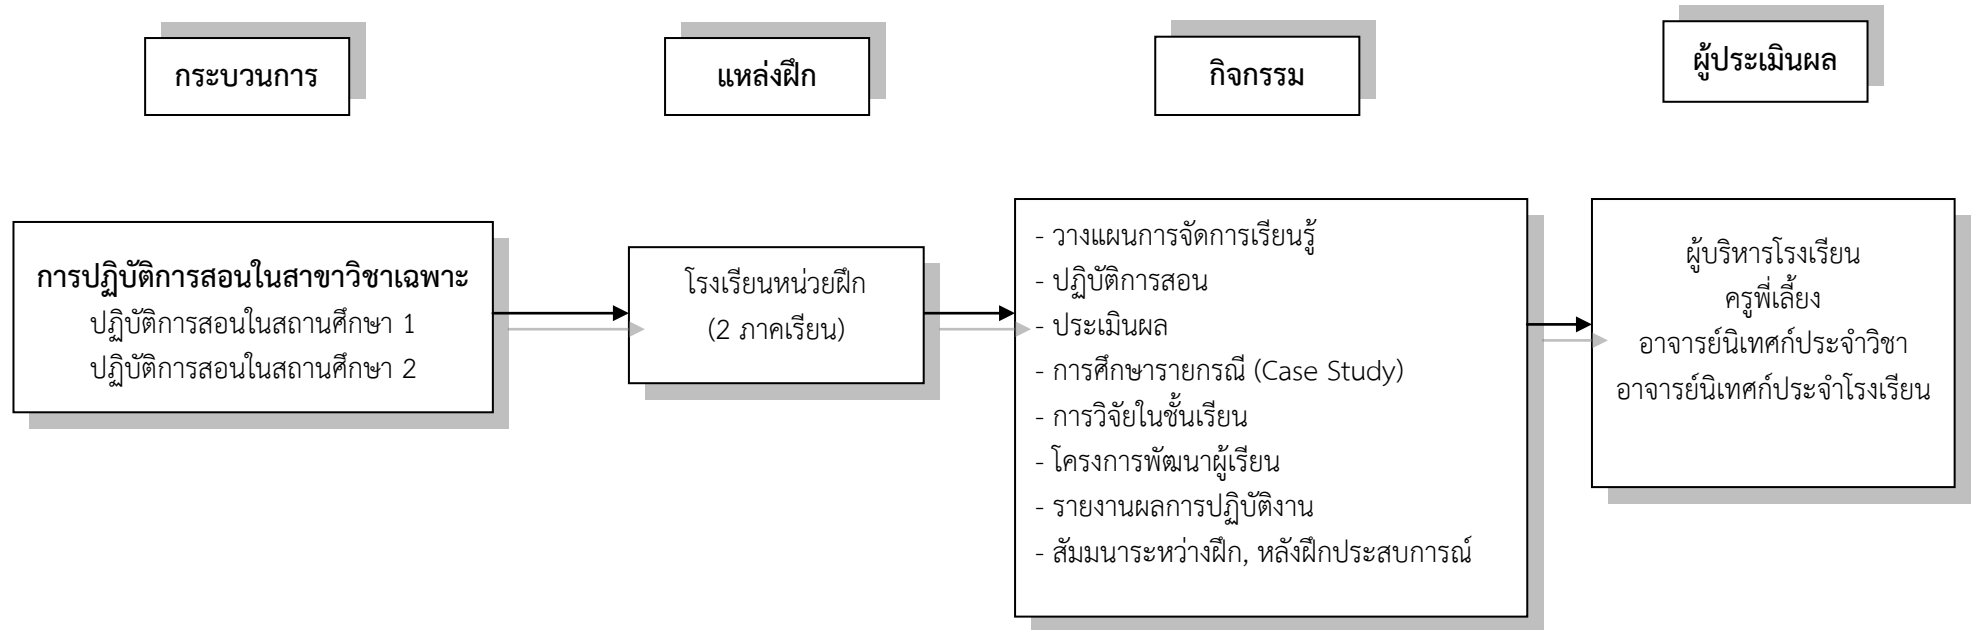 กระบวนการ
แหล่งฝึก
กิจกรรม
ผู้ประเมินผล
การปฏิบัติการสอนในสาขาวิชาเฉพาะ
ปฏิบัติการสอนในสถานศึกษา 1
ปฏิบัติการสอนในสถานศึกษา 2
โรงเรียนหน่วยฝึก
(2 ภาคเรียน)
- วางแผนการจัดการเรียนรู้
- ปฏิบัติการสอน
- ประเมินผล
- การศึกษารายกรณี (Case Study)
- การวิจัยในชั้นเรียน
- โครงการพัฒนาผู้เรียน
- รายงานผลการปฏิบัติงาน
- สัมมนาระหว่างฝึก, หลังฝึกประสบการณ์
ผู้บริหารโรงเรียน
ครูพี่เลี้ยง
อาจารย์นิเทศก์ประจำวิชา
อาจารย์นิเทศก์ประจำโรงเรียน